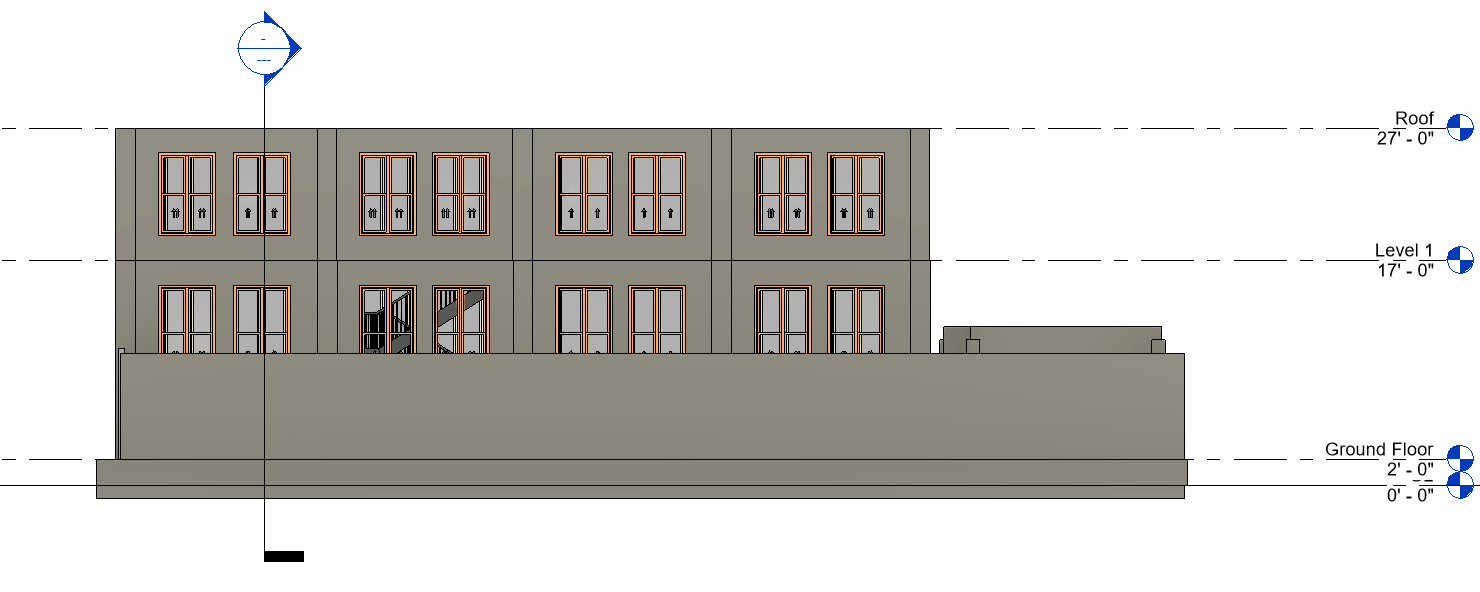 -
---
Roof
27' - 0"
Level 1
17' - 0"
Ground Floor
2' - 0"
0' - 0"